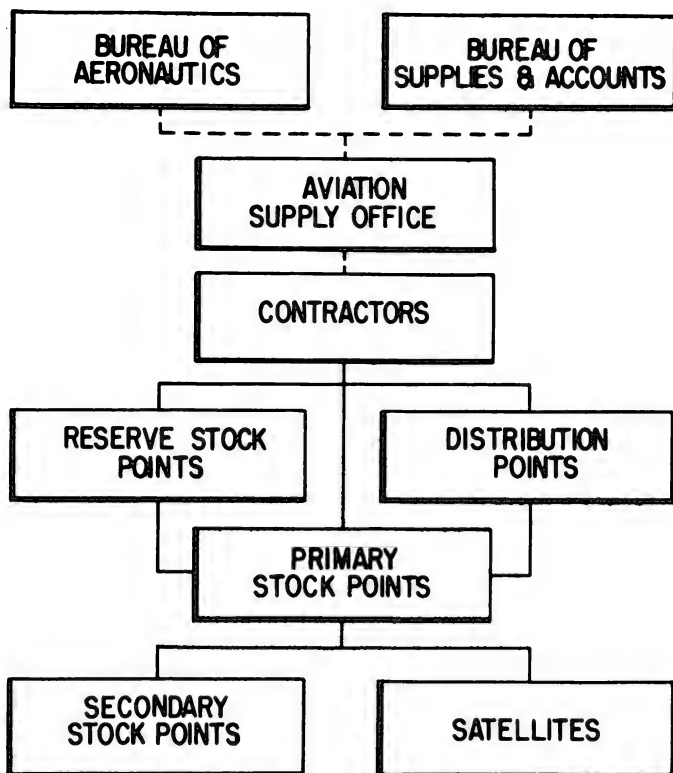 BUREAU OF
AERONAUTICS
BUREAU OF
SUPPLIES & ACCOUNTS
AVIATION
SUPPLY OFFICE
CONTRACTORS
RESERVE STOCK
POINTS
DISTRIBUTION
POINTS
PRIMARY
STOCK POINTS
SECONDARY
STOCK POINTS
SATELLITES